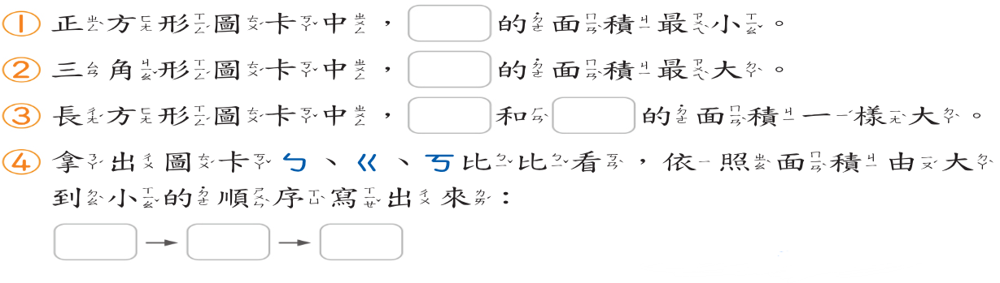 ① 正方形圖卡中，的面積最小。
② 三角形圖卡中，的面積最大。
③ 長方形圖卡中，和的面積一樣大。
④ 拿出圖卡ㄅ、ㄍ、ㄎ比比看，依照面積由大
到小的順序寫出來：
→ →